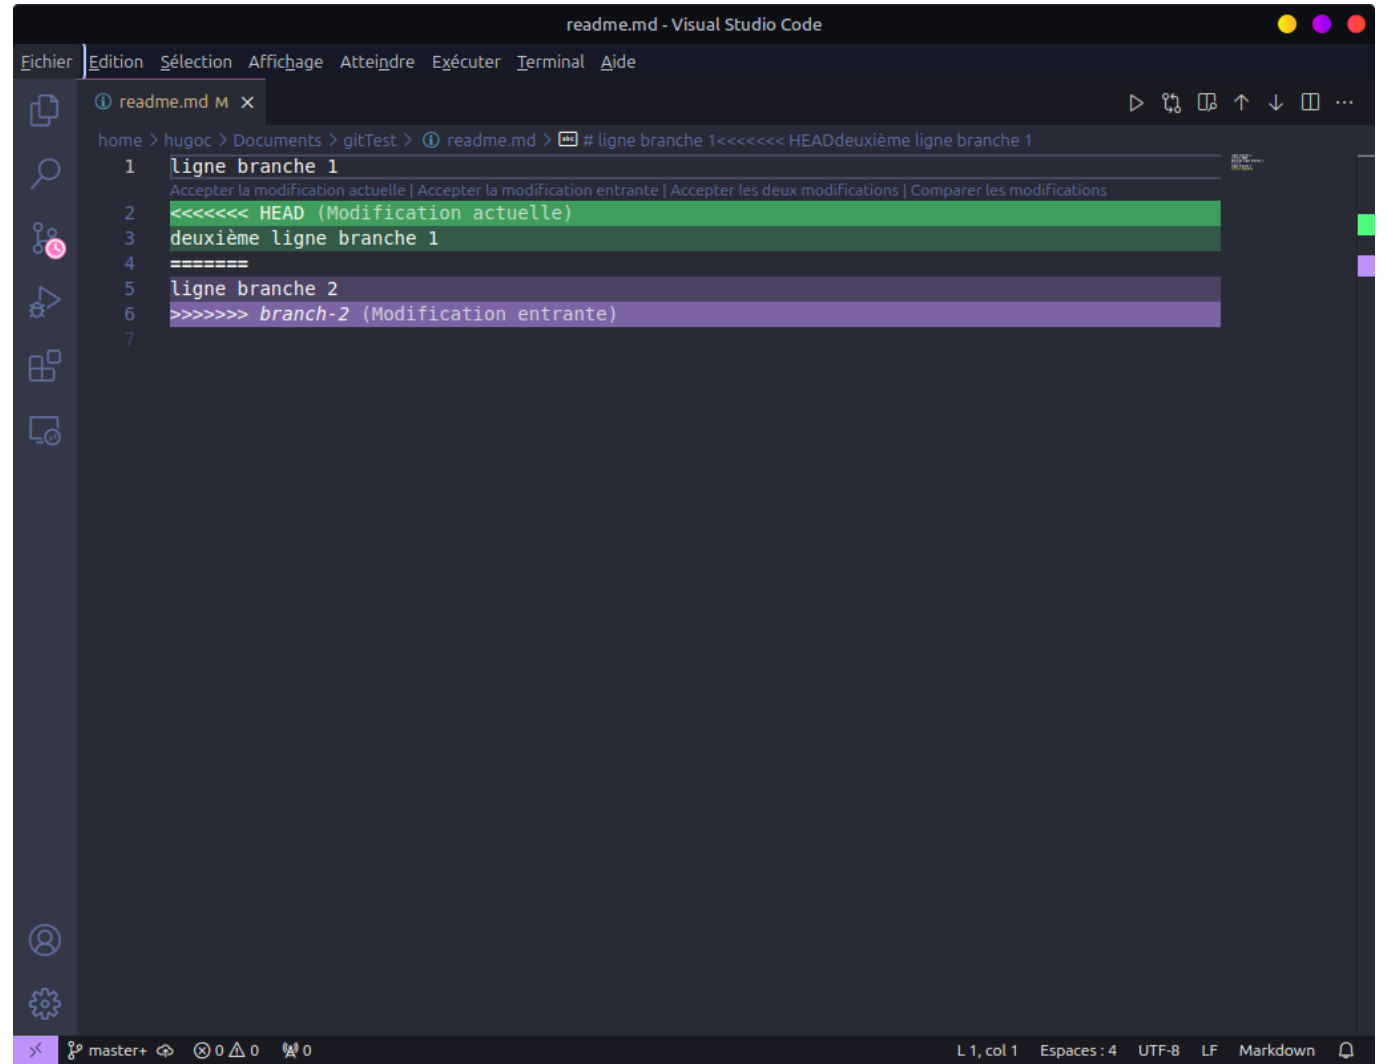 readme.md - Visual Studio Code
Fichier Edition Sélection Affichage Atteindre Exécuter Terminal Aide
readme.md M
home > hugoc > Documents > gitTest > readme.md > # ligne branche 1<<<<<<< HEADdeuxième ligne branche 1
1 ligne branche 1
Accepter la modification actuelle | Accepter la modification entrante | Accepter les deux modifications | Comparer les modifications
2 <<<<<<< HEAD (Modification actuelle)
3 deuxième ligne branche 1
4 =======
5 ligne branche 2
6 >>>>>>> branch-2 (Modification entrante)
7
master+ 0 0 0 L 1, col 1 Espaces : 4 UTF-8 LF Markdown